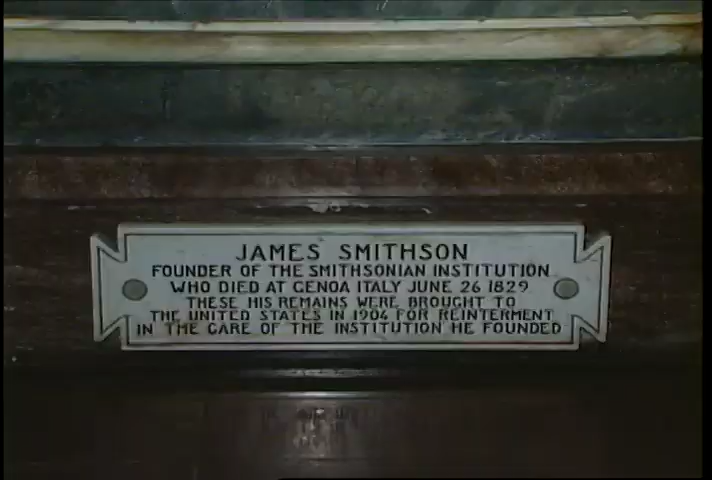 JAMES SMITHSON
FOUNDER OF THE SMITHSONIAN INSTITUTION
WHO DIED AT GENOA ITALY JUNE 26 1829
THESE HIS REMAINS WERE BROUGHT TO
THE UNITED STATES IN 1904 FOR REINTERMENT
IN THE CARE OF THE INSTITUTION HE FOUNDED